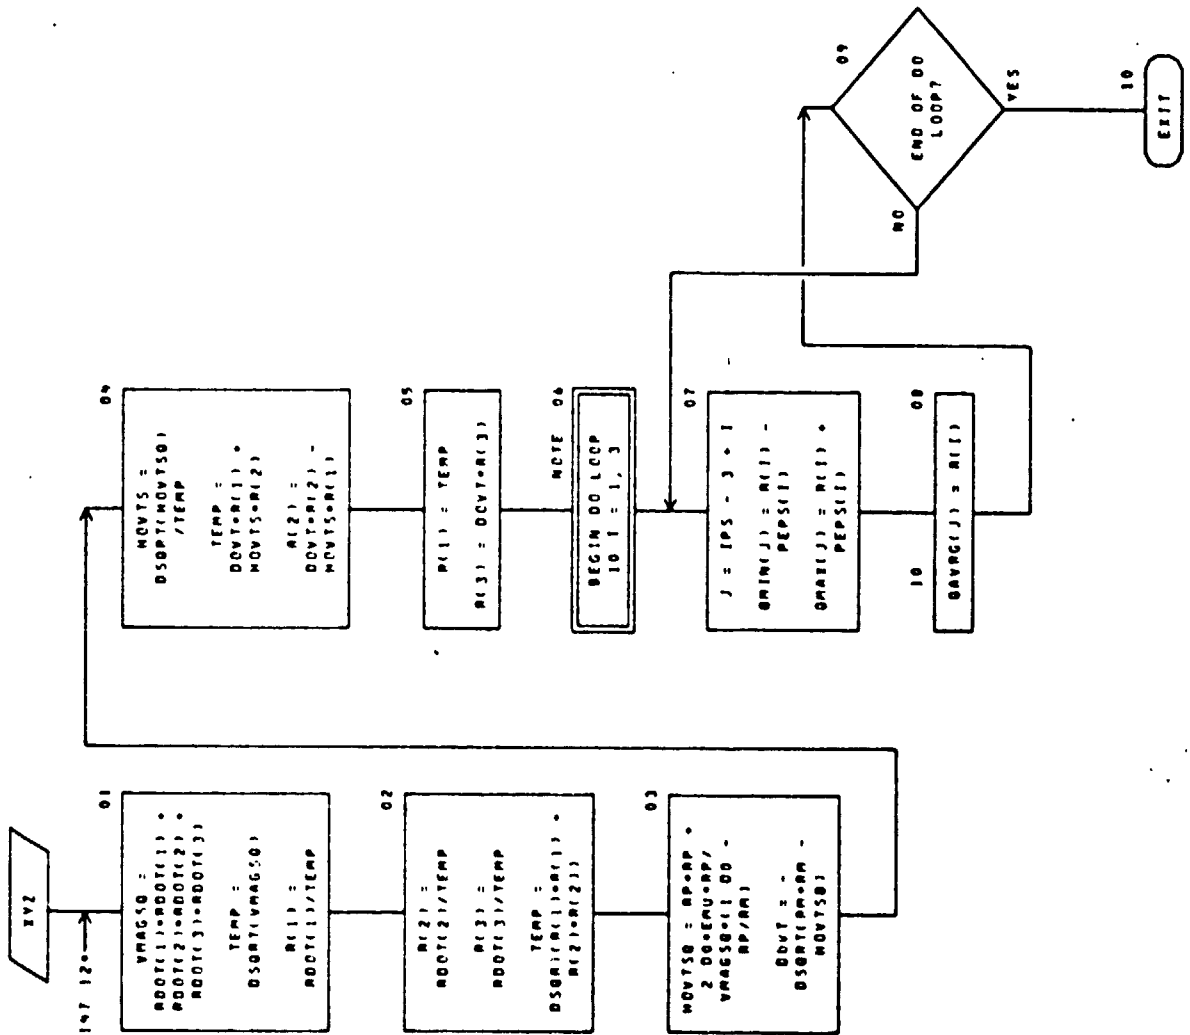 XYZ
147 12*
01
VMAGSQ =
RDOT(1)*RDOT(1) +
RDOT(2)*RDOT(2) +
RDOT(3)*RDOT(3)
TEMP =
DSQRT(VMAGSQ)
R(1) =
RDOT(1)/TEMP
02
R(2) =
RDOT(2)/TEMP
R(3) =
RDOT(3)/TEMP
TEMP =
DSQRT(R(1)*R(1) +
R(2)*R(2))
03
HOVTSQ = RP*RP +
2 D0*EMU*RP/
VMAGSQ*(1 D0 -
RP/RM)
DOVT = -
DSQRT(RM*RM -
HOVTSQ)
04
HOVTS =
DSQRT(HOVTSQ)
/TEMP
TEMP =
DOVT*R(1) +
HOVTS*R(2)
R(2) =
DOVT*R(2) -
HOVTS*R(1)
05
R(1) = TEMP
R(3) = DOVT*R(3)
NOTE 06
BEGIN DO LOOP
10 I = 1, 3
07
J = IPS - 3 + I
QMIN(J) = R(I) -
PEPS(I)
QMAX(J) = R(I) +
PEPS(I)
10 08
QAVRG(J) = R(I)
09
END OF DO
LOOP?
NO
YES
10
EXIT